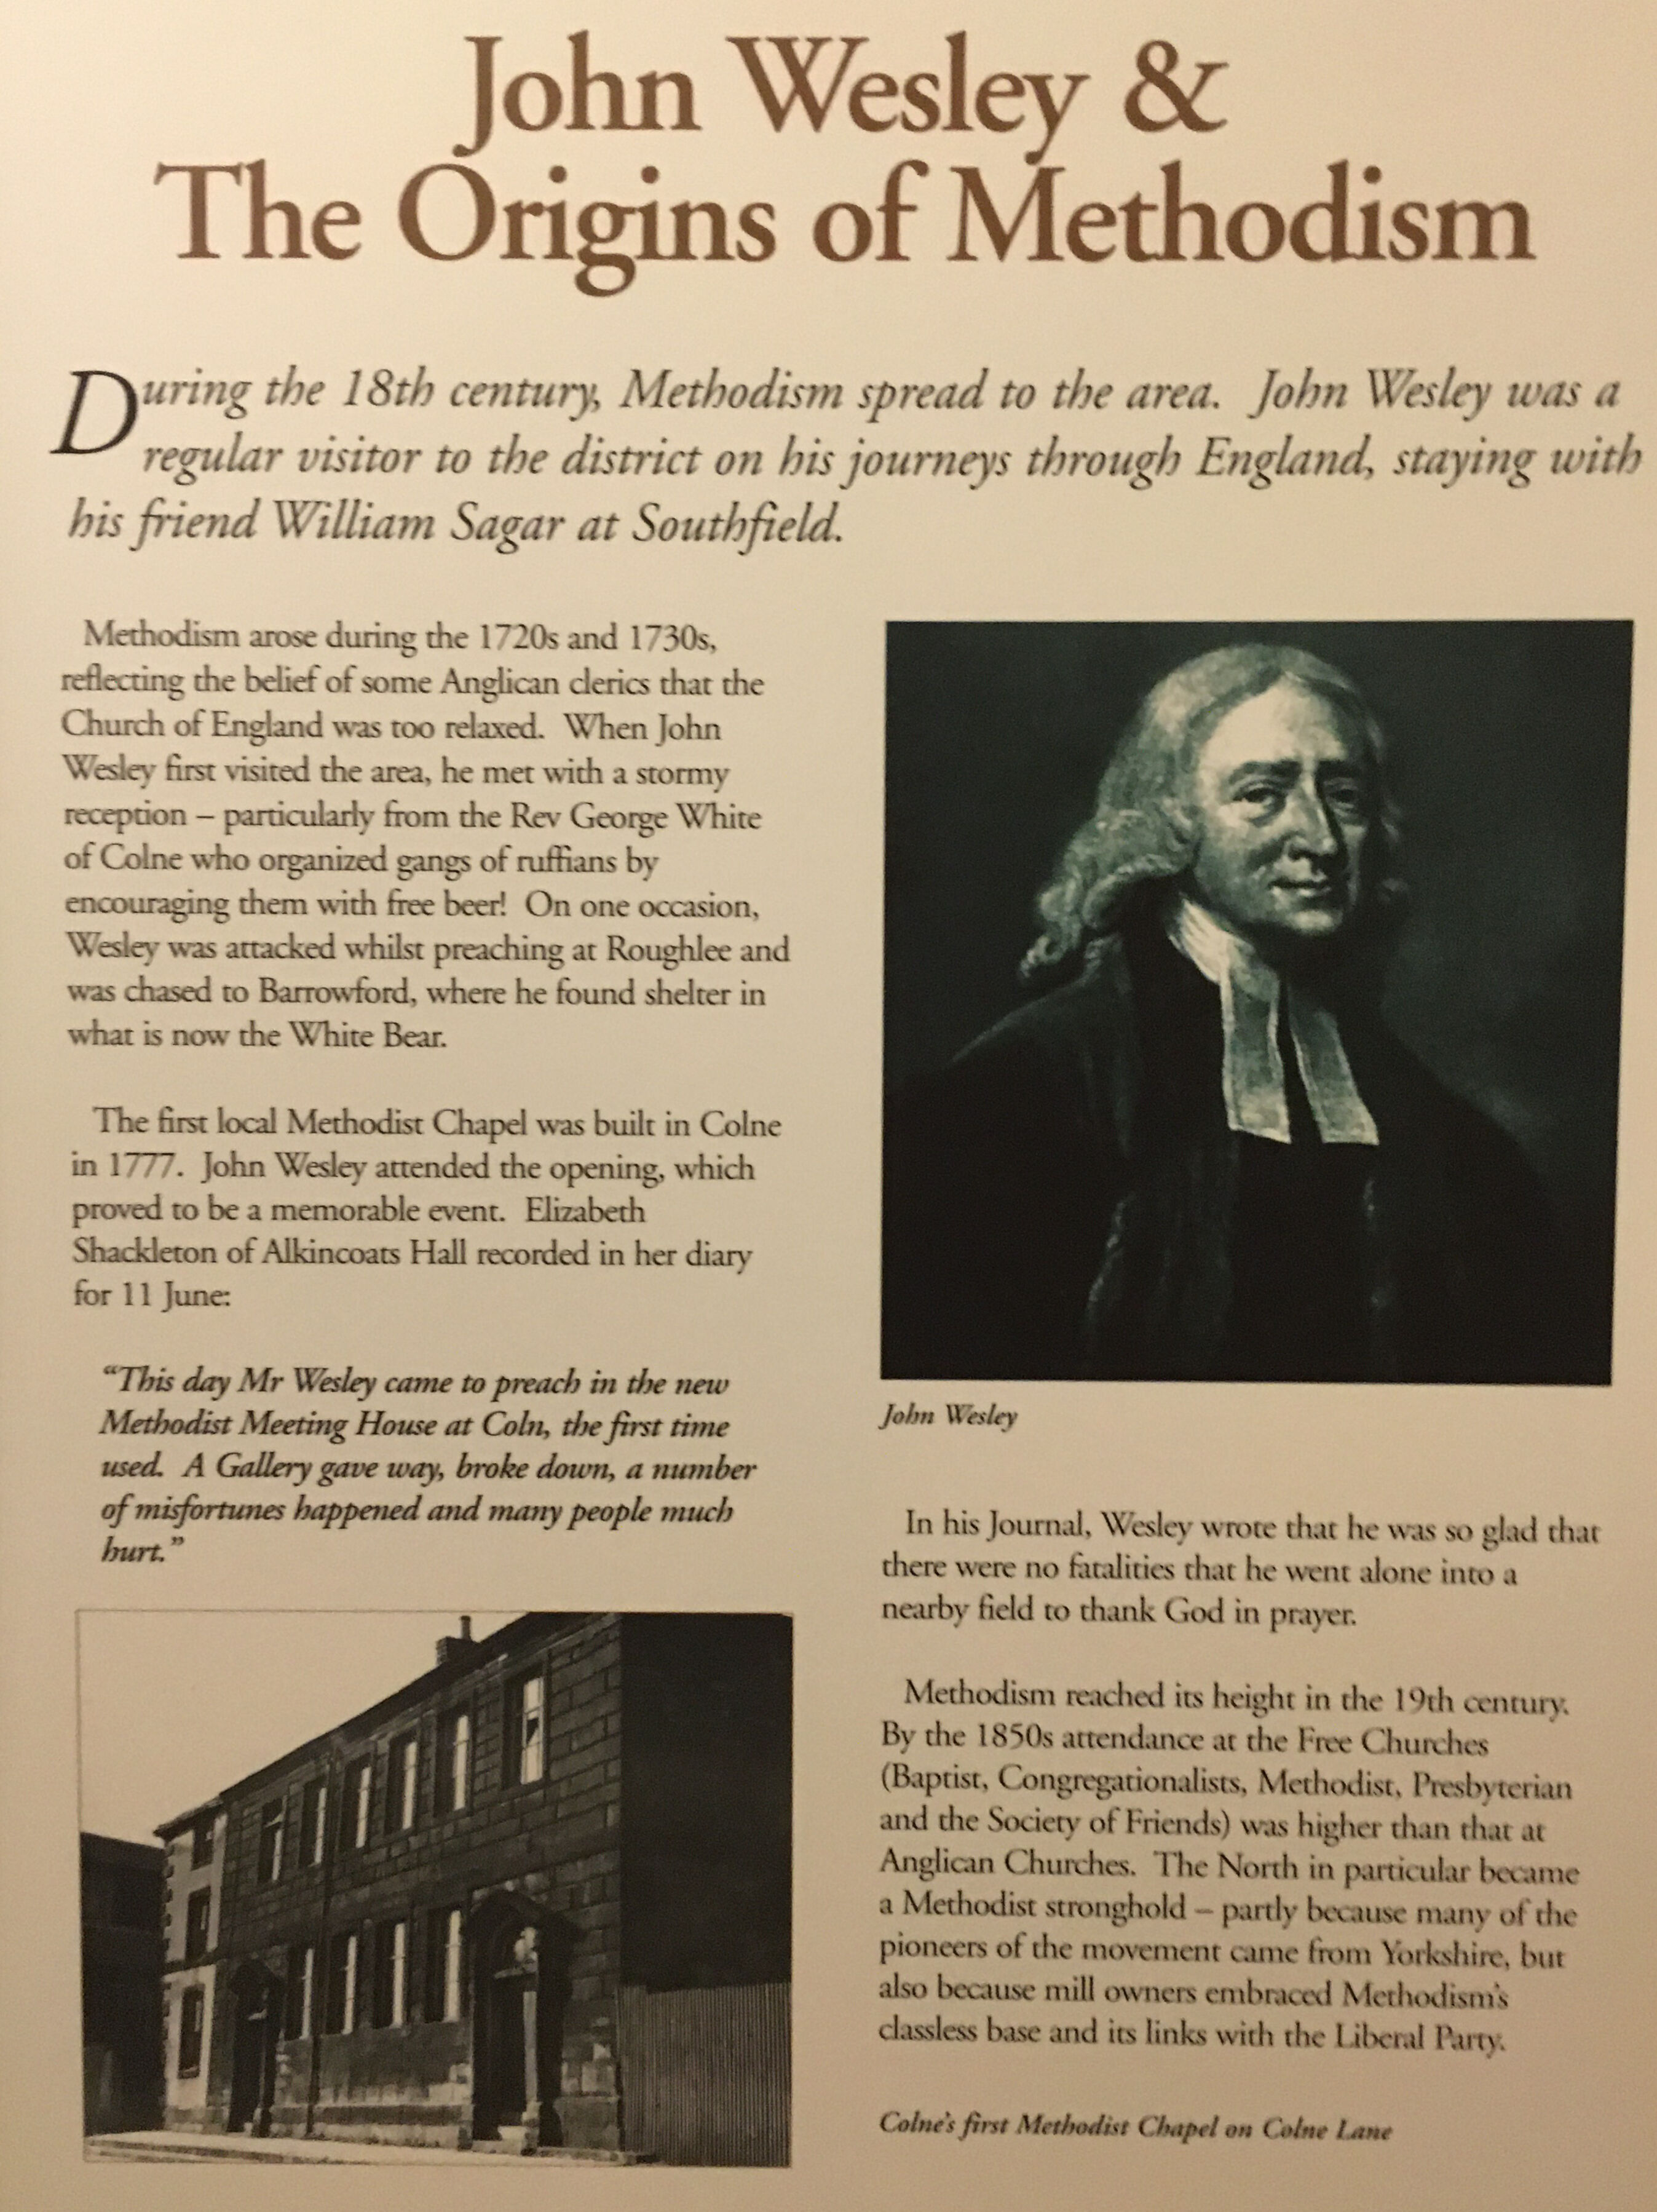 John Wesley &
The Origins of Methodism
During the 18th century, Methodism spread to the area. John Wesley was a
regular visitor to the district on his journeys through England, staying with
his friend William Sagar at Southfield.
Methodism arose during the 1720s and 1730s,
reflecting the belief of some Anglican clerics that the
Church of England was too relaxed. When John
Wesley first visited the area, he met with a stormy
reception – particularly from the Rev George White
of Colne who organized gangs of ruffians by
encouraging them with free beer! On one occasion,
Wesley was attacked whilst preaching at Roughlee and
was chased to Barrowford, where he found shelter in
what is now the White Bear.
The first local Methodist Chapel was built in Colne
in 1777. John Wesley attended the opening, which
proved to be a memorable event. Elizabeth
Shackleton of Alkincoats Hall recorded in her diary
for 11 June:
“This day Mr Wesley came to preach in the new
Methodist Meeting House at Coln, the first time
used. A Gallery gave way, broke down, a number
of misfortunes happened and many people much
hurt.”
John Wesley
In his Journal, Wesley wrote that he was so glad that
there were no fatalities that he went alone into a
nearby field to thank God in prayer.
Methodism reached its height in the 19th century.
By the 1850s attendance at the Free Churches
(Baptist, Congregationalists, Methodist, Presbyterian
and the Society of Friends) was higher than that at
Anglican Churches. The North in particular became
a Methodist stronghold – partly because many of the
pioneers of the movement came from Yorkshire, but
also because mill owners embraced Methodism's
classless base and its links with the Liberal Party.
Colne's first Methodist Chapel on Colne Lane